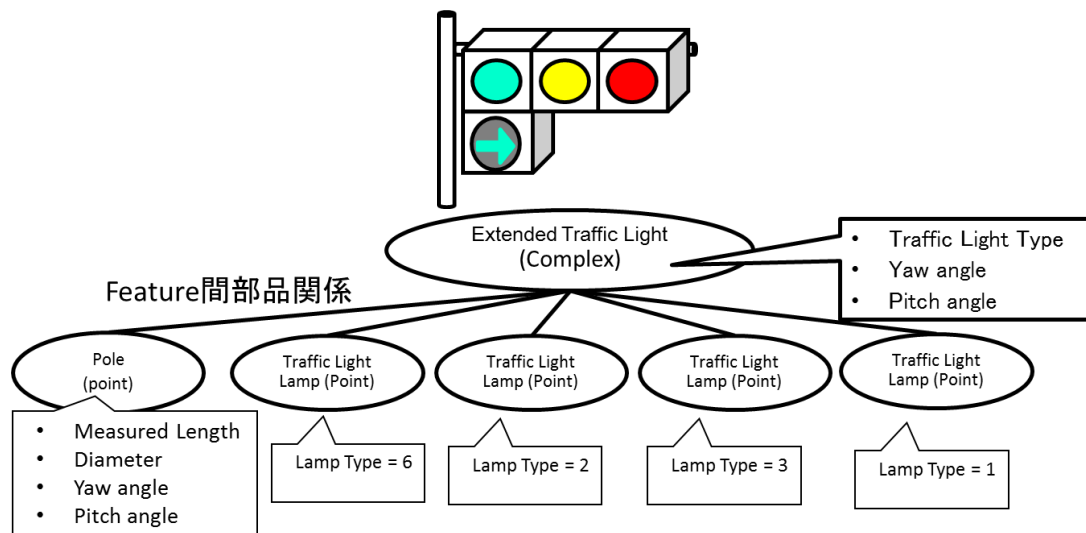 Extended Traffic Light
(Complex)
• Traffic Light Type
• Yaw angle
• Pitch angle
Feature間部品関係
Pole
(point)
Traffic Light
Lamp (Point)
Traffic Light
Lamp (Point)
Traffic Light
Lamp (Point)
Traffic Light
Lamp (Point)
• Measured Length
• Diameter
• Yaw angle
• Pitch angle
Lamp Type = 6
Lamp Type = 2
Lamp Type = 3
Lamp Type = 1